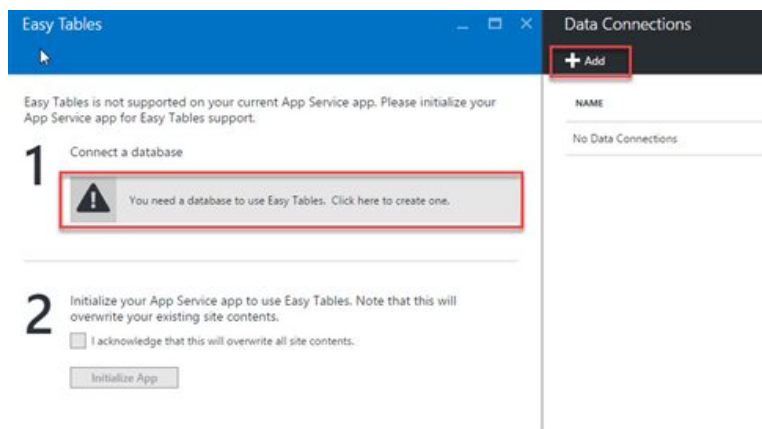 Easy Tables
Easy Tables is not supported on your current App Service app. Please initialize your
App Service app for Easy Tables support.
1
Connect a database
You need a database to use Easy Tables. Click here to create one.
2
Initialize your App Service app to use Easy Tables. Note that this will
overwrite your existing site contents.
I acknowledge that this will overwrite all site contents.
Initialize App
Data Connections
Add
NAME
No Data Connections